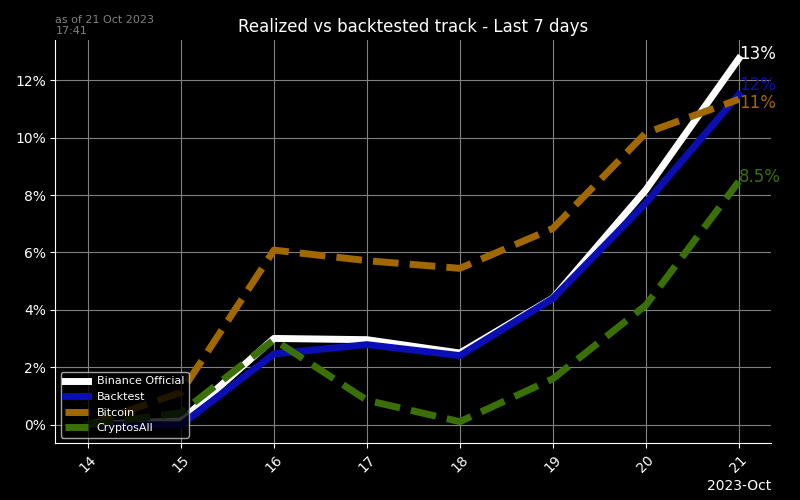 as of 21 Oct 2023
17:41
Realized vs backtested track - Last 7 days
13%
12%
12%
11%
10%
8%
8.5%
6%
4%
2%
0%
Binance Official
Backtest
Bitcoin
CryptosAll
14
15
16
17
18
19
20
21
2023-Oct